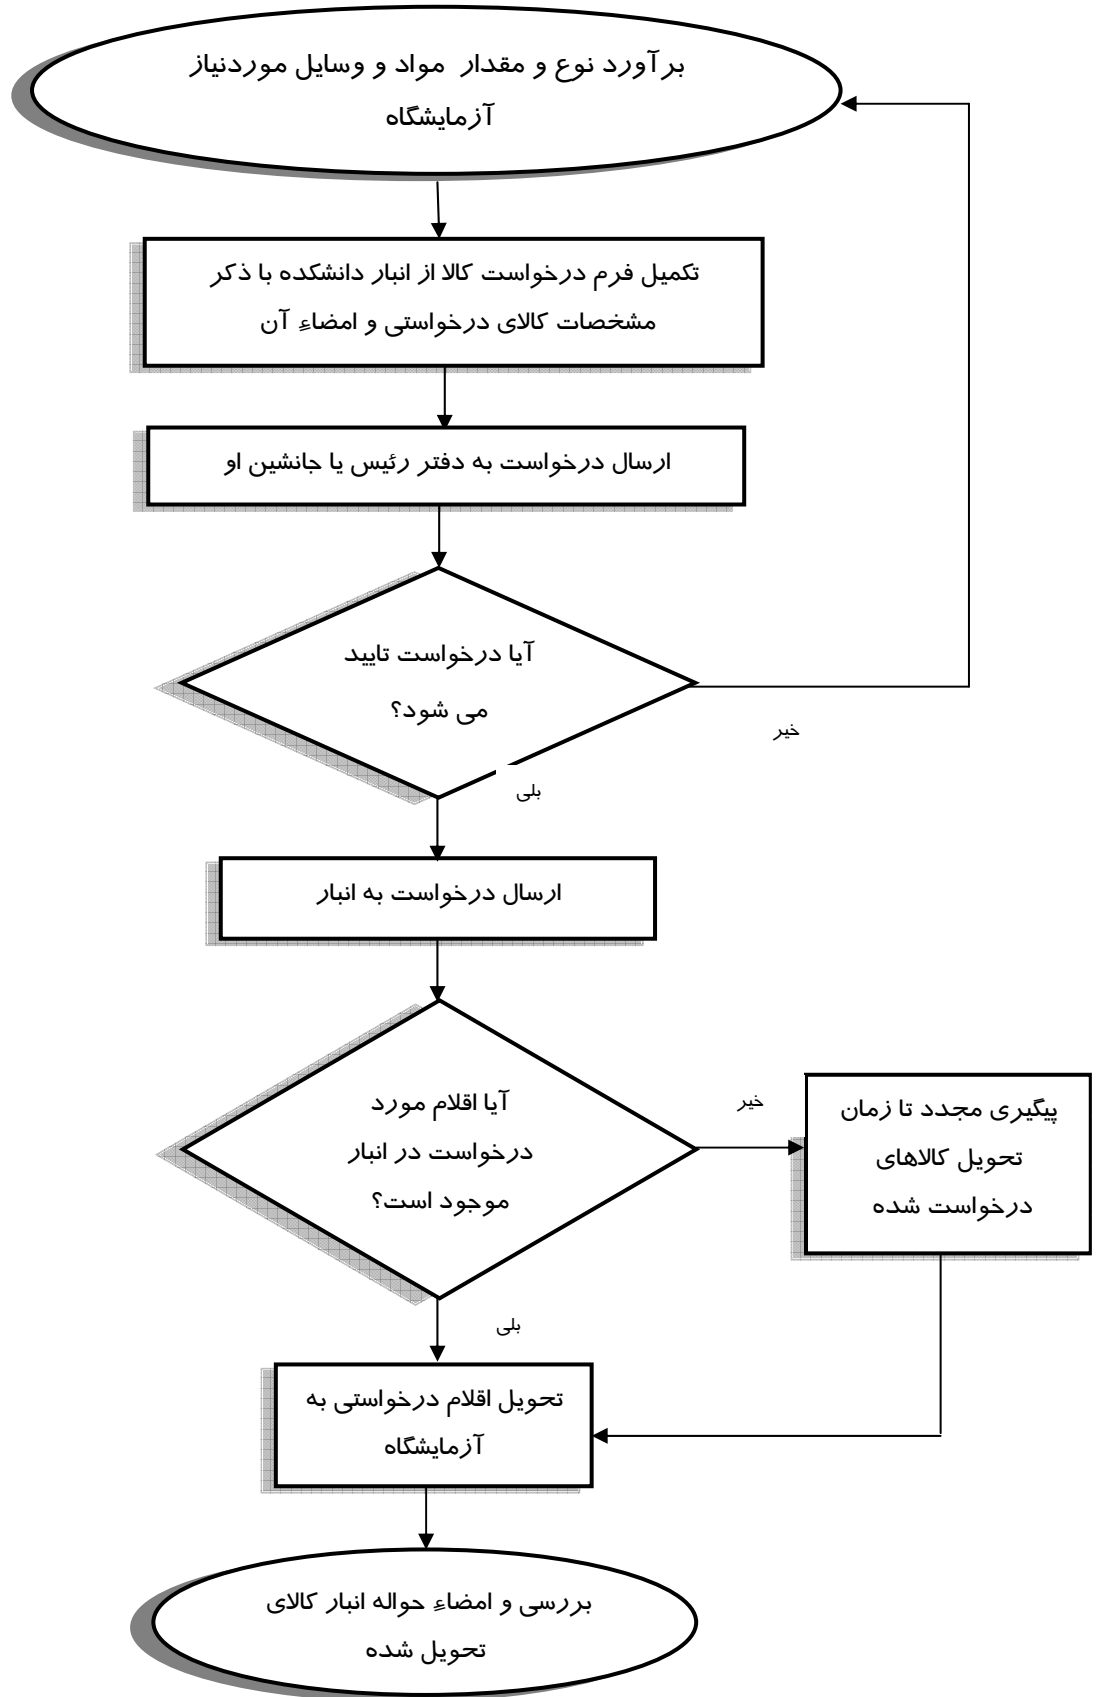 برآورد نوع و مقدار مواد و وسایل موردنیاز
آزمایشگاه
تکمیل فرم درخواست کالا از انبار دانشکده با ذکر
مشخصات کالای درخواستی و امضاءِ آن
ارسال درخواست به دفتر رئیس یا جانشین او
آیا درخواست تایید
می شود؟
خیر
بلی
ارسال درخواست به انبار
آیا اقلام مورد
درخواست در انبار
موجود است؟
خیر
پیگیری مجدد تا زمان
تحویل کالاهای
درخواست شده
بلی
تحویل اقلام درخواستی به
آزمایشگاه
بررسی و امضاءِ حواله انبار کالای
تحویل شده